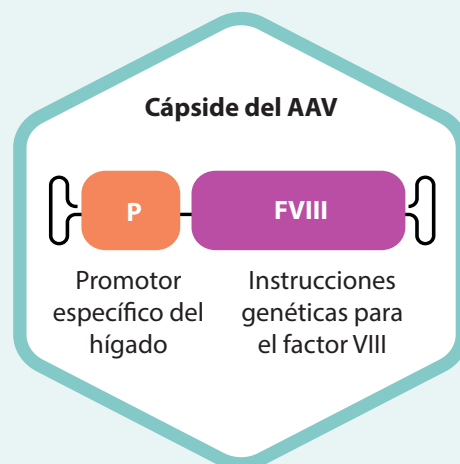 Cápside del AAV
P
FVIII
Promotor
específico del
hígado
Instrucciones
genéticas para
el factor VIII